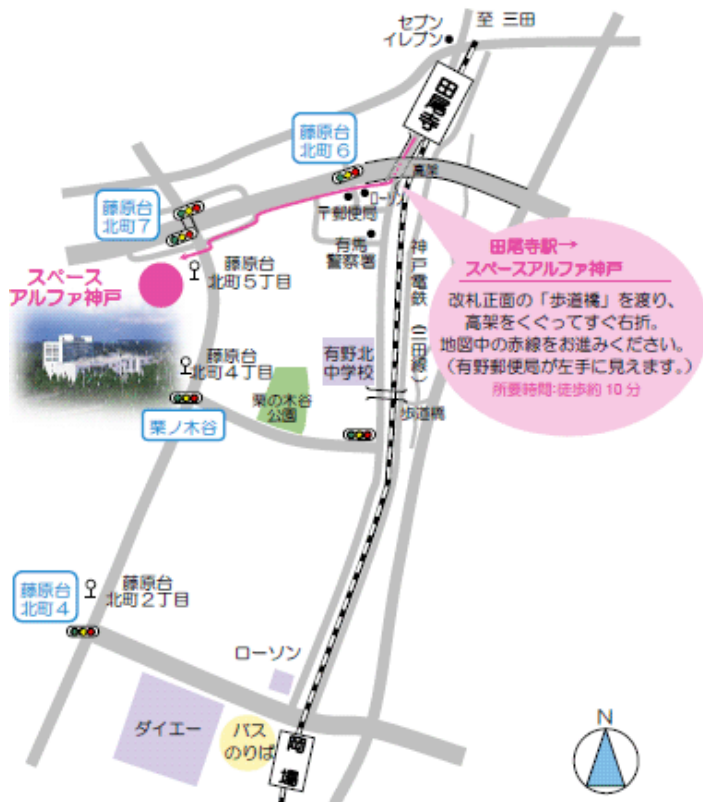 至 三田
セブン
イレブン
田尾寺
藤原台
北町6
高架
ローソン
〒郵便局
藤原台
北町7
有馬
警察署
神戸電鉄(三田線)
田尾寺駅→
スペースアルファ神戸
改札正面の「歩道橋」を渡り、
高架をくぐってすぐ右折。
地図中の赤線をお進みください。
(有野郵便局が左手に見えます。)
所要時間:徒歩約10分
スペース
アルファ神戸
藤原台
北町5丁目
藤原台
北町4丁目
有野北
中学校
栗の木谷
公園
歩道橋
栗ノ木谷
藤原台
北町4
藤原台
北町2丁目
ローソン
ダイエー
バス
のりば
岡場
N